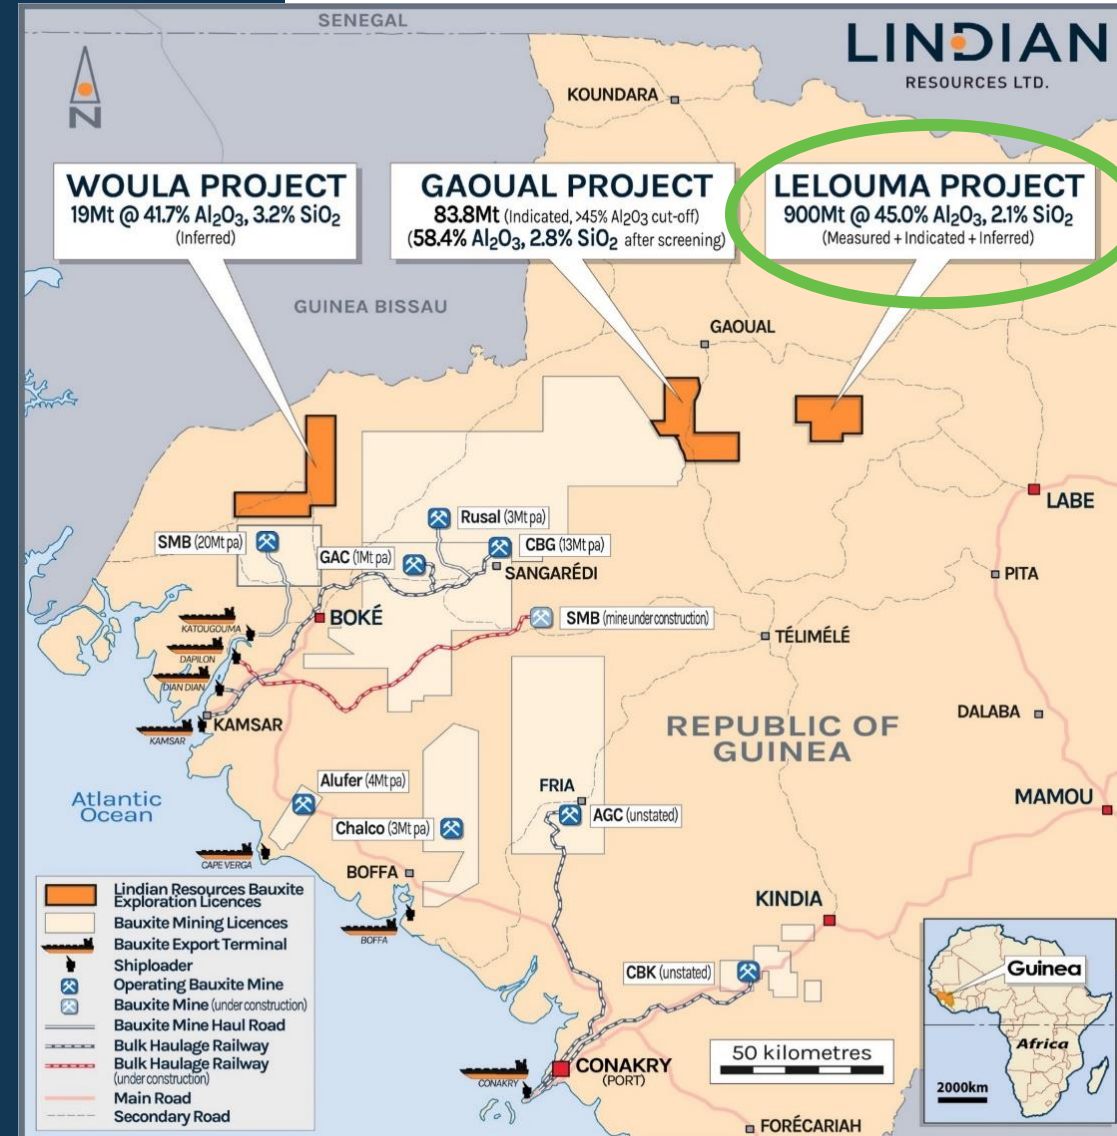 SENEGAL
LINDIAN
RESOURCES LTD.
N
KOUNDARA
WOULA PROJECT
19Mt @ 41.7% Al₂O₃, 3.2% SiO₂
(Inferred)
GAOUAL PROJECT
83.8Mt (Indicated, >45% Al₂O₃ cut-off)
(58.4% Al₂O₃, 2.8% SiO₂ after screening)
LELOUMA PROJECT
900Mt @ 45.0% Al₂O₃, 2.1% SiO₂
(Measured + Indicated + Inferred)
GUINEA BISSAU
GAOUAL
LABE
Rusal (3Mt pa)
SMB (20Mt pa)
GAC (1Mt pa)
CBG (13Mt pa)
SANGARÉDI
PITA
BOKÉ
SMB (mine under construction)
TÉLIMÉLÉ
KATOUGOUMA
DAPILON
DIAN DIAN
KAMSAR
KAMSAR
REPUBLIC OF
GUINEA
DALABA
MAMOU
Atlantic
Ocean
Alufer (4Mt pa)
FRIA
AGC (unstated)
Chalco (3Mt pa)
CAPE VERGA
BOFFA
BOFFA
KINDIA
CBK (unstated)
Lindian Resources Bauxite
Exploration Licences
Bauxite Mining Licences
Bauxite Export Terminal
Shiploader
Operating Bauxite Mine
Bauxite Mine (under construction)
Bauxite Mine Haul Road
Bulk Haulage Railway
Bulk Haulage Railway
(under construction)
Main Road
Secondary Road
CONAKRY
CONAKRY
(PORT)
50 kilometres
FORÉCARIAH
Guinea
Africa
2000km